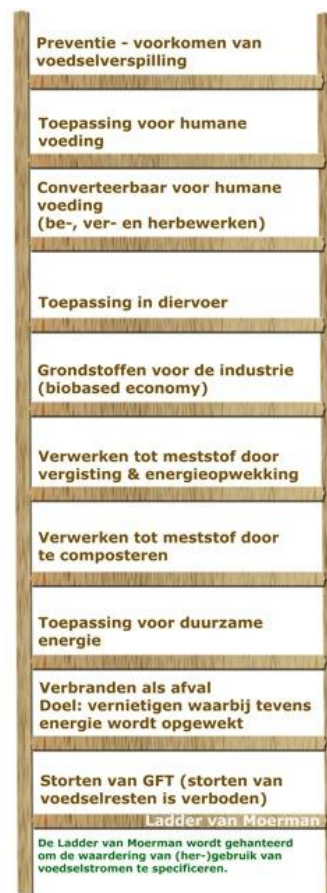 Preventie - voorkomen van
voedselverspilling
Toepassing voor humane
voeding
Converteerbaar voor humane
voeding
(be-, ver- en herbewerken)
Toepassing in diervoer
Grondstoffen voor de industrie
(biobased economy)
Verwerken tot meststof door
vergisting & energieopwekking
Verwerken tot meststof door
te composteren
Toepassing voor duurzame
energie
Verbranden als afval
Doel: vernietigen waarbij tevens
energie wordt opgewekt
Storten van GFT (storten van
voedselresten is verboden)
Ladder van Moerman
De Ladder van Moerman wordt gehanteerd
om de waardering van (her-)gebruik van
voedselstromen te specificeren.